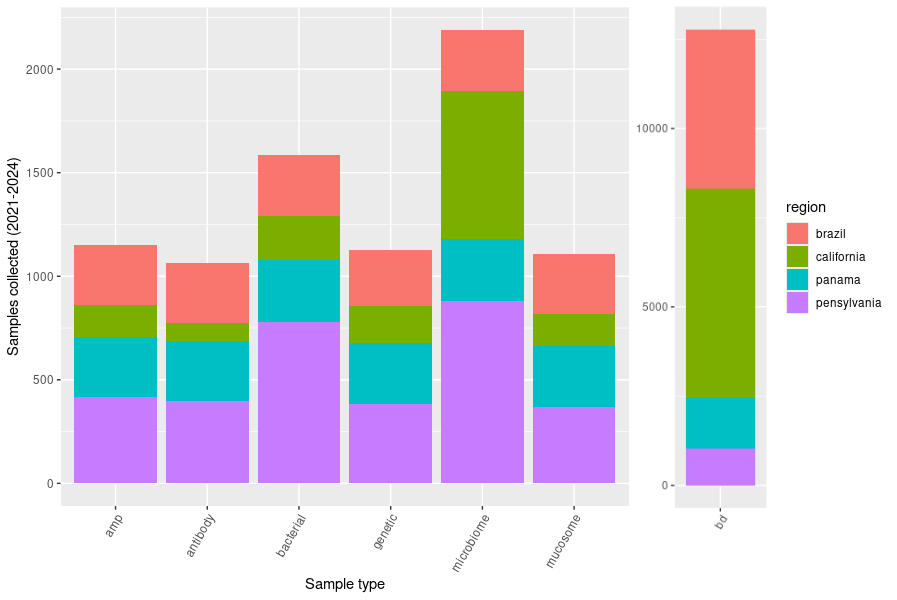 Samples collected (2021-2024)
2000
1500
1000
500
0
amp
antibody
bacterial
genetic
microbiome
mucosome
Sample type
10000
5000
0
bd
region
brazil
california
panama
pensylvania